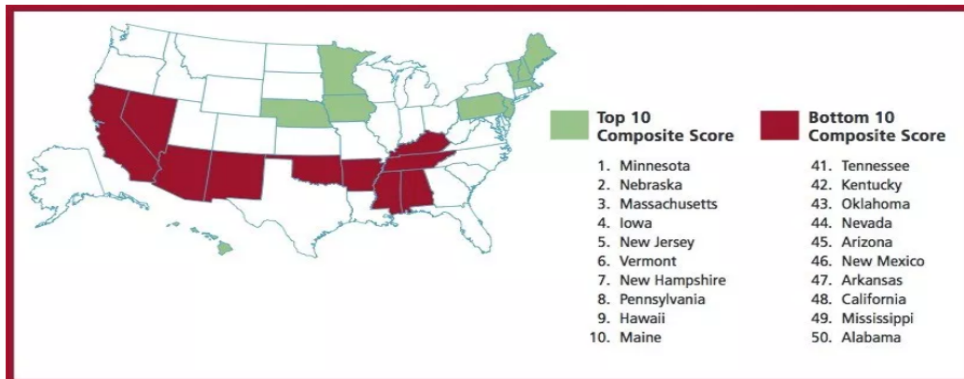 Top 10
Composite Score
1. Minnesota
2. Nebraska
3. Massachusetts
4. Iowa
5. New Jersey
6. Vermont
7. New Hampshire
8. Pennsylvania
9. Hawaii
10. Maine
Bottom 10
Composite Score
41. Tennessee
42. Kentucky
43. Oklahoma
44. Nevada
45. Arizona
46. New Mexico
47. Arkansas
48. California
49. Mississippi
50. Alabama